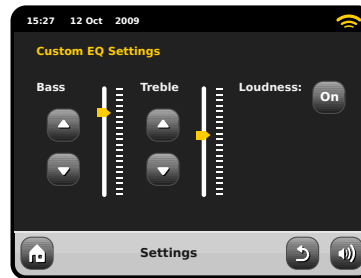 15:27 12 Oct 2009
Custom EQ Settings
Bass Treble Loudness: On
Settings